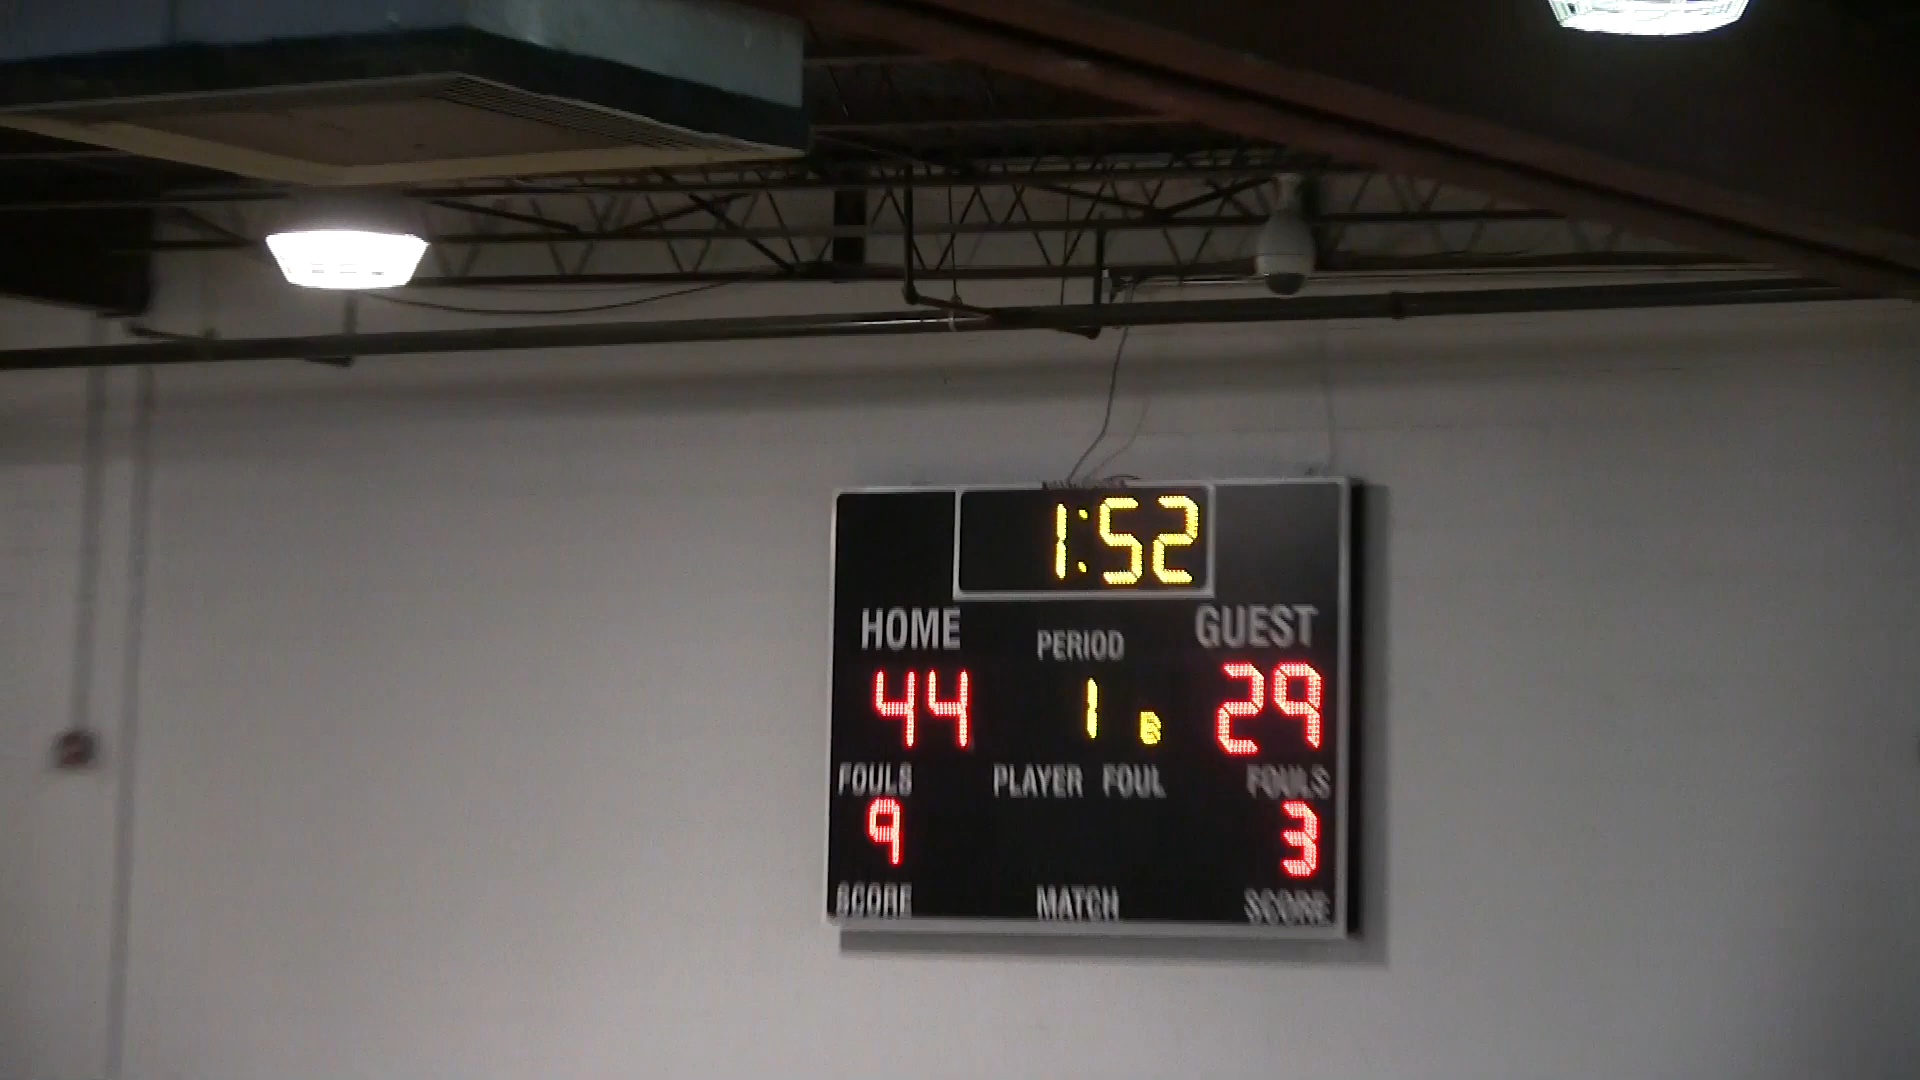 1:52
HOME PERIOD GUEST
44 1 B 29
FOULS PLAYER FOUL FOULS
9 3
SCORE MATCH SCORE